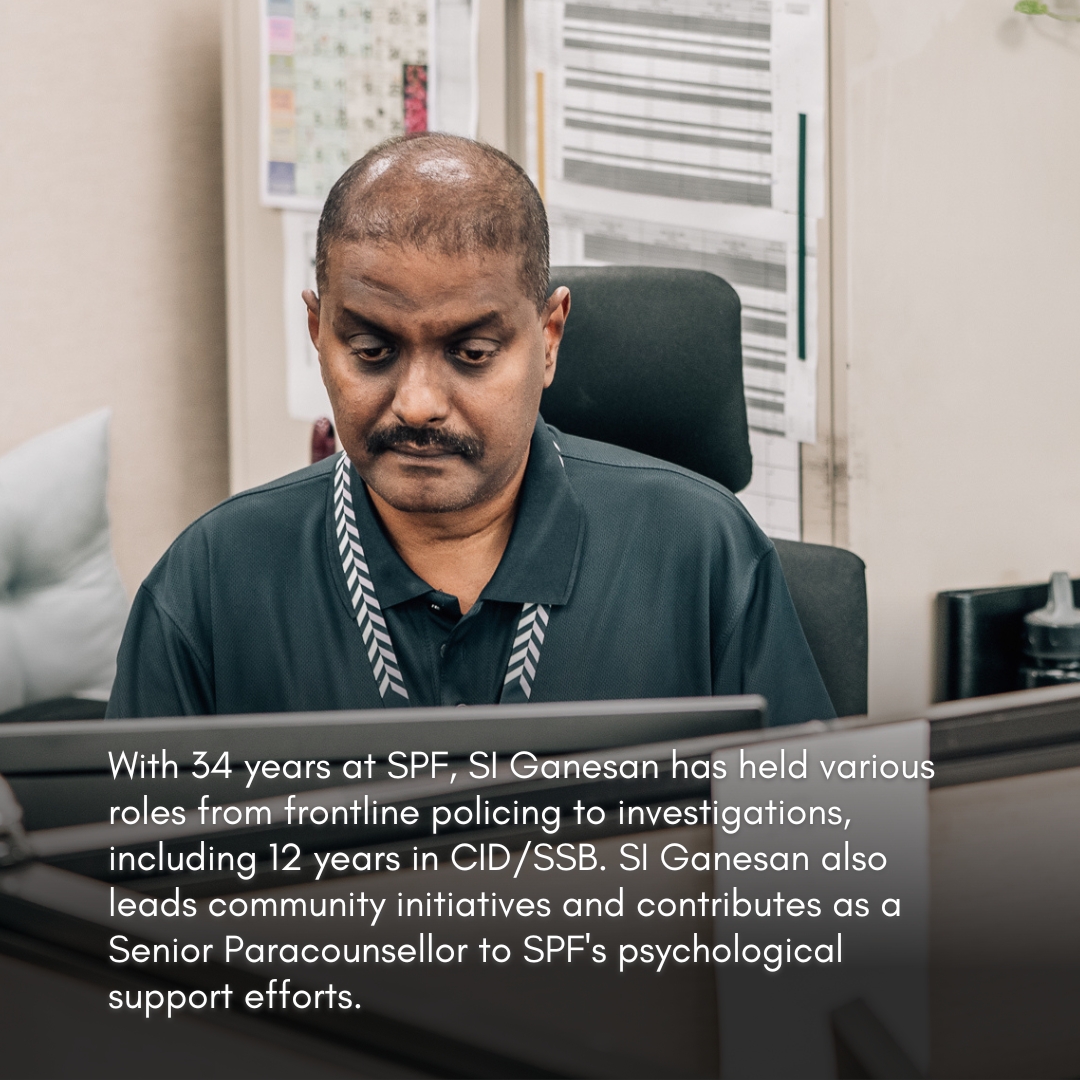 With 34 years at SPF, SI Ganesan has held various
roles from frontline policing to investigations,
including 12 years in CID/SSB. SI Ganesan also
leads community initiatives and contributes as a
Senior Paracounsellor to SPF's psychological
support efforts.